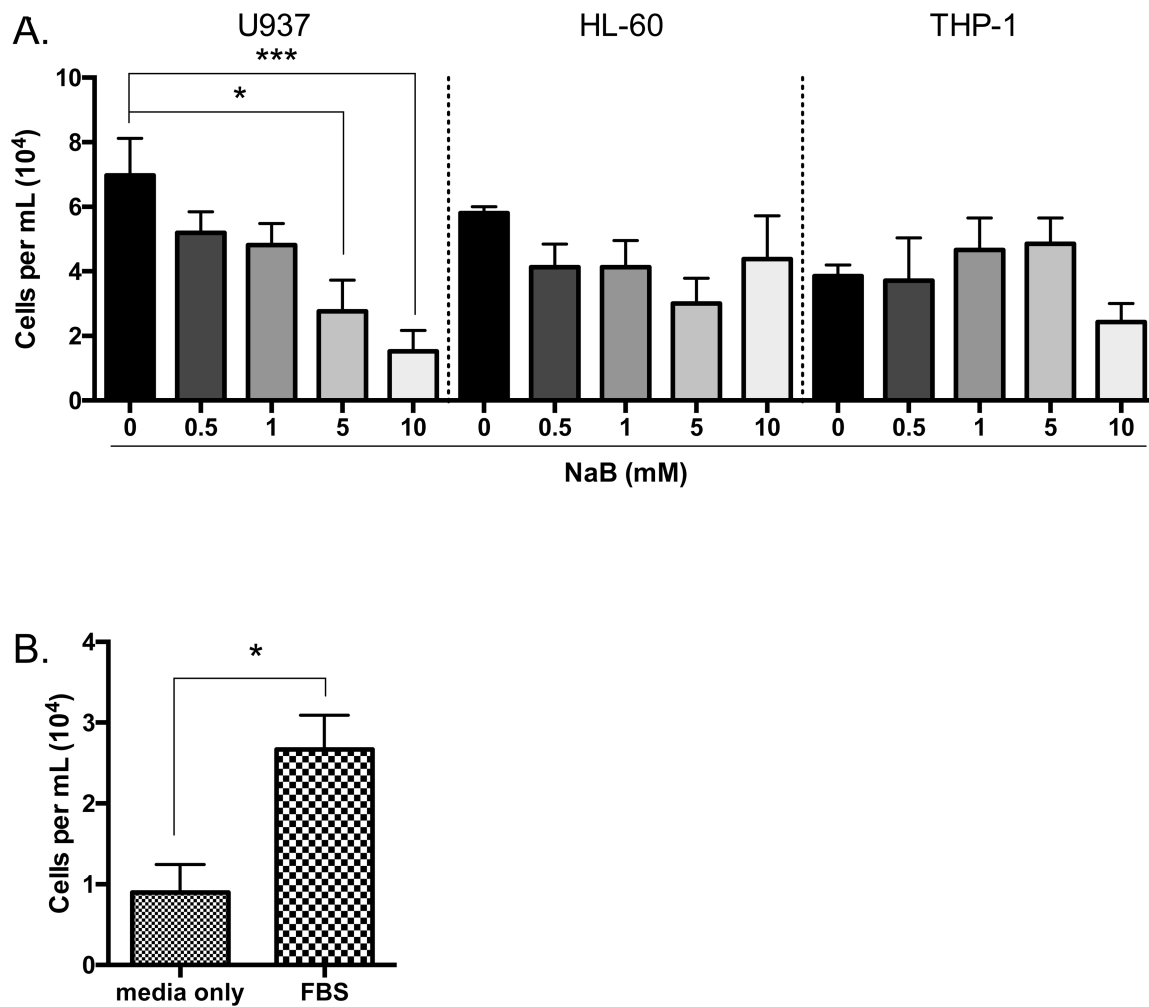 A.
U937 HL-60 THP-1
***
*
Cells per mL (10⁴)
10
8
6
4
2
0
0 0.5 1 5 10 0 0.5 1 5 10 0 0.5 1 5 10
NaB (mM)
B.
*
Cells per mL (10⁴)
4
3
2
1
0
media only FBS